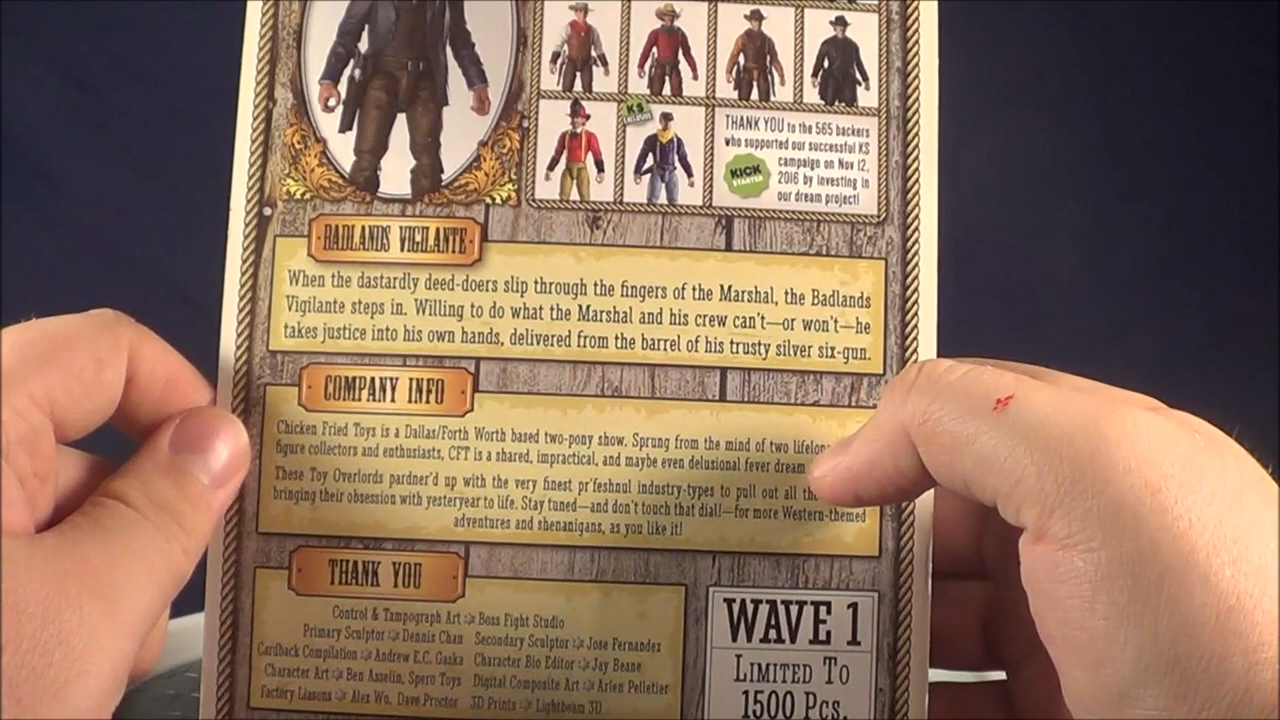 K's
EXCLUSIVE
THANK YOU to the 565 backers
who supported our successful KS
campaign on Nov 12,
2016 by investing in
our dream project!
KICK
STARTER
BADLANDS VIGILANTE
When the dastardly deed-doers slip through the fingers of the Marshal, the Badlands
Vigilante steps in. Willing to do what the Marshal and his crew can't—or won't—he
takes justice into his own hands, delivered from the barrel of his trusty silver six-gun.
COMPANY INFO
Chicken Fried Toys is a Dallas/Forth Worth based two-pony show. Sprung from the mind of two
figure collectors and enthusiasts, CFT is a shared, impractical, and maybe even delusional fever dream
These Toy Overlords pardner'd up with the very finest pr'feshnul industry-types to pull out all the
bringing their obsession with yesteryear to life. Stay tuned—and don't touch that dial!—for more Western-themed
adventures and shenanigans, as you like it!
THANK YOU
Control & Tampograph Art Boss Fight Studio
Primary Sculptor Dennis Chan Secondary Sculptor Jose Fernandez
Cardback Compilation Andrew E.C. Gaska Character Bio Editor Jay Beane
Character Art Ben Asselin, Spero Toys Digital Composite Art Arlen Pelletier
Factory Liasons Alex Wu, Dave Proctor 3D Prints Lightbeam 3D
WAVE 1
LIMITED TO
1500 PCS.